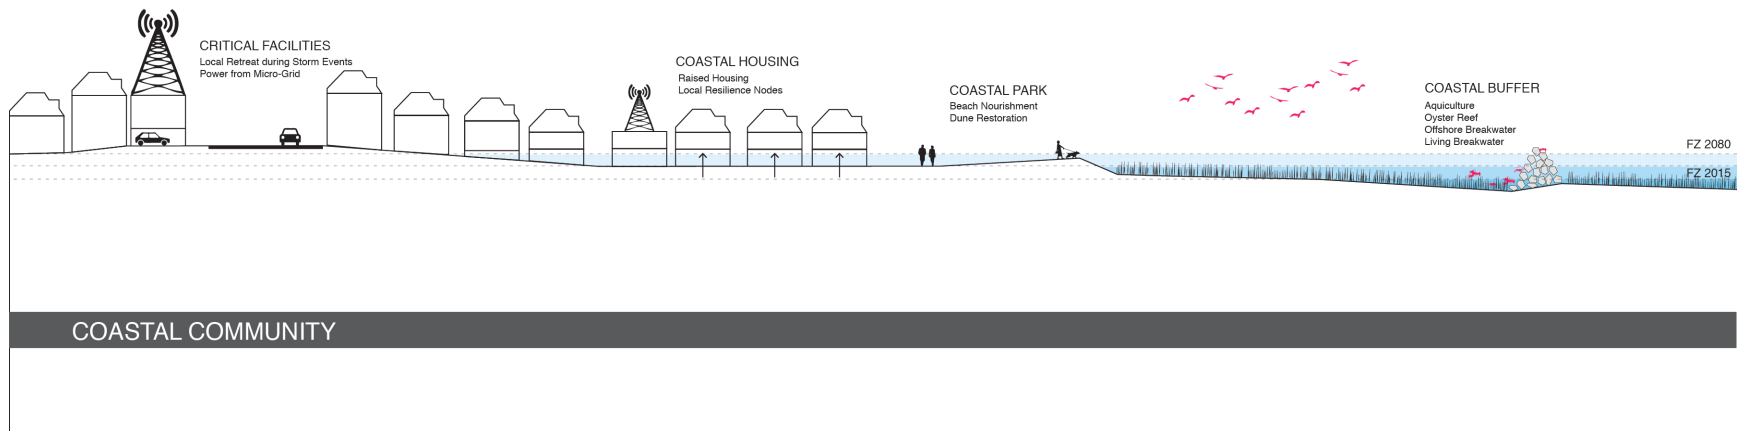 CRITICAL FACILITIES
Local Retreat during Storm Events
Power from Micro-Grid
COASTAL HOUSING
Raised Housing
Local Resilience Nodes
COASTAL PARK
Beach Nourishment
Dune Restoration
COASTAL BUFFER
Aquiculture
Oyster Reef
Offshore Breakwater
Living Breakwater
FZ 2080
FZ 2015
COASTAL COMMUNITY